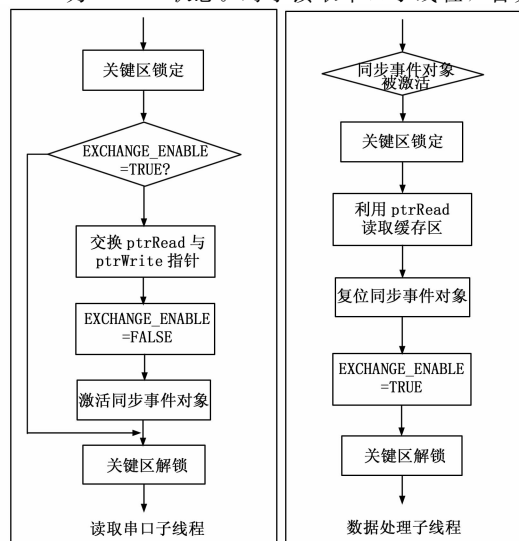 关键区锁定
EXCHANGE_ENABLE
=TRUE?
交换 ptrRead 与
ptrWrite 指针
EXCHANGE_ENABLE
=FALSE
激活同步事件对象
关键区解锁
读取串口子线程
同步事件对象
被激活
关键区锁定
利用 ptrRead
读取缓存区
复位同步事件对象
EXCHANGE_ENABLE
=TRUE
关键区解锁
数据处理子线程